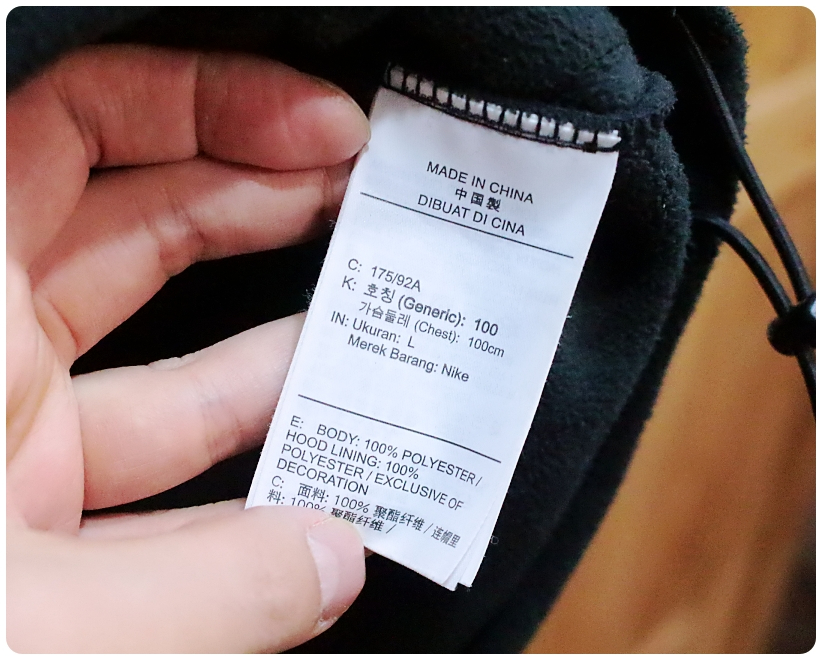 MADE IN CHINA
中国製
DIBUAT DI CINA
C: 175/92A
K: 호칭 (Generic): 100
가슴둘레 (Chest): 100cm
IN: Ukuran: L
Merek Barang: Nike
E: BODY: 100% POLYESTER /
HOOD LINING: 100%
POLYESTER / EXCLUSIVE OF
DECORATION
C: 面料: 100% 聚酯纤维 / 连帽里
料: 100% 聚酯纤维 /